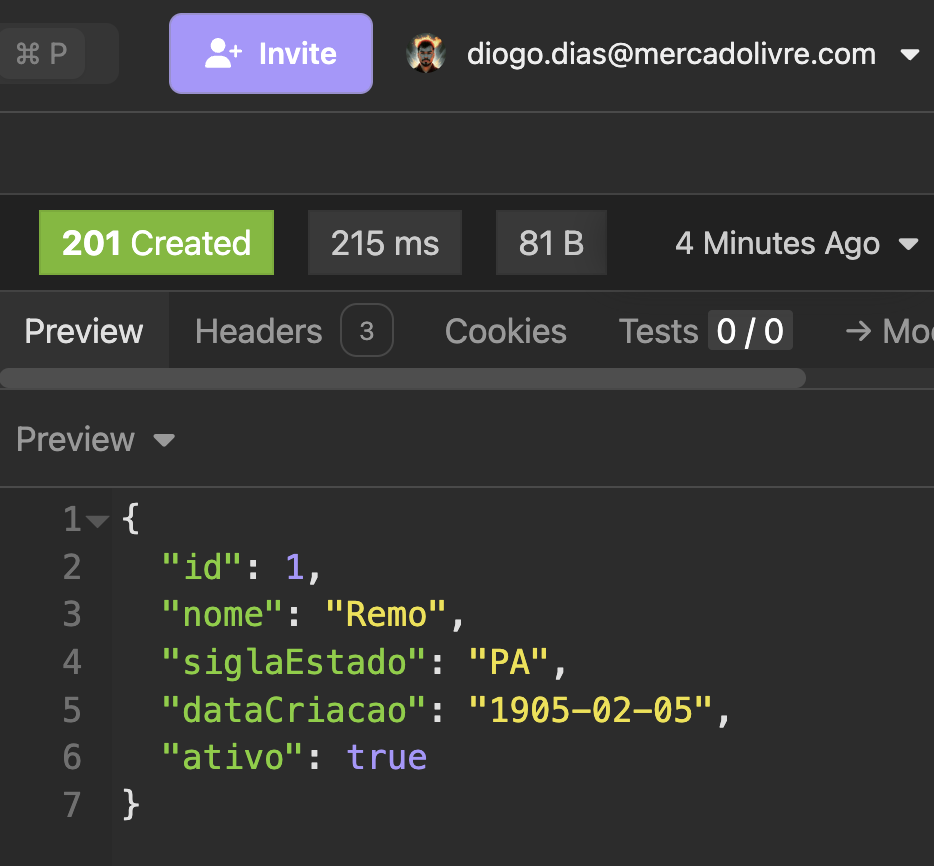 ⌘ P
Invite
diogo.dias@mercadolivre.com
201 Created
215 ms
81 B
4 Minutes Ago
Preview
Headers 3
Cookies
Tests 0 / 0
Preview
1 {
2 "id": 1,
3 "nome": "Remo",
4 "siglaEstado": "PA",
5 "dataCriacao": "1905-02-05",
6 "ativo": true
7 }